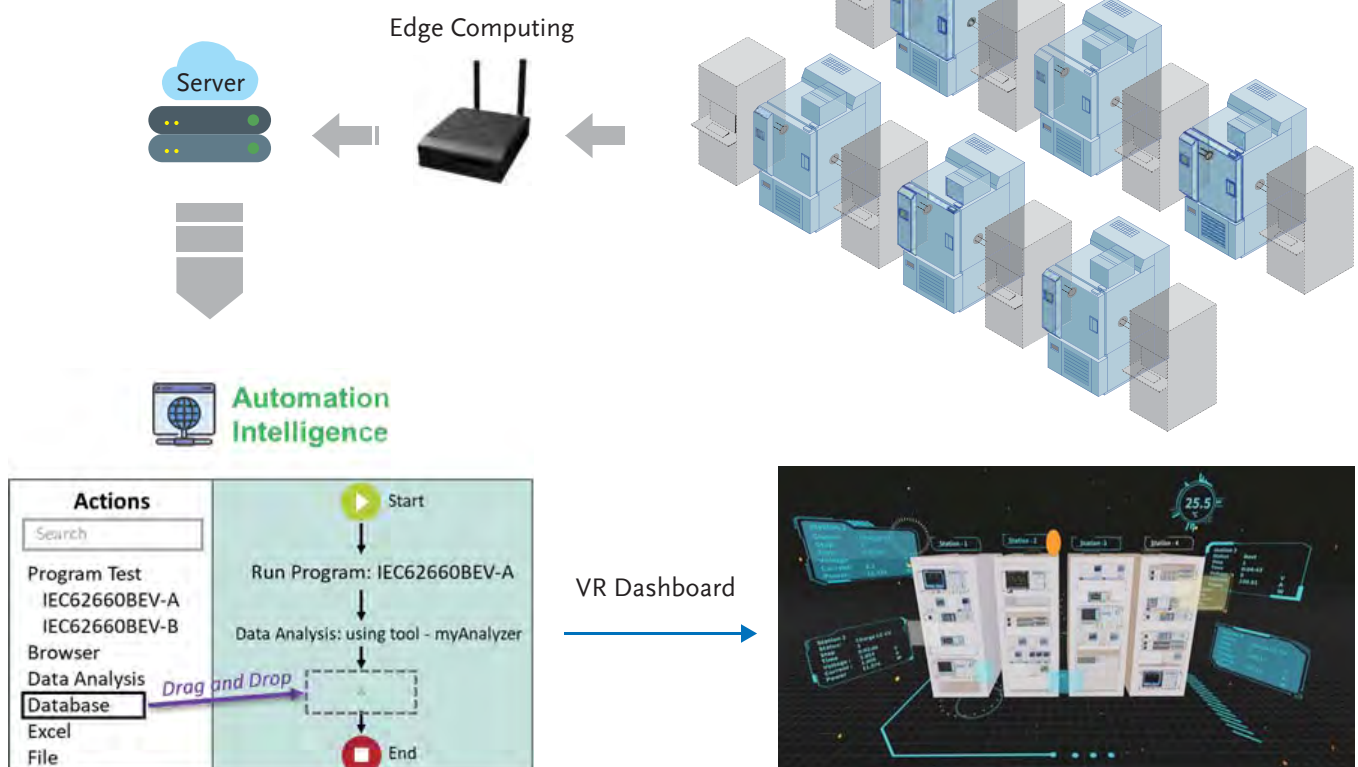 Edge Computing
Server
Automation
Intelligence
Actions
Search
Program Test
IEC62660BEV-A
IEC62660BEV-B
Browser
Data Analysis
Database
Excel
File
Drag and Drop
Start
Run Program: IEC62660BEV-A
Data Analysis: using tool - myAnalyzer
End
VR Dashboard
25.5
℃
Station - 1
Station - 2
Station - 3
Station - 4